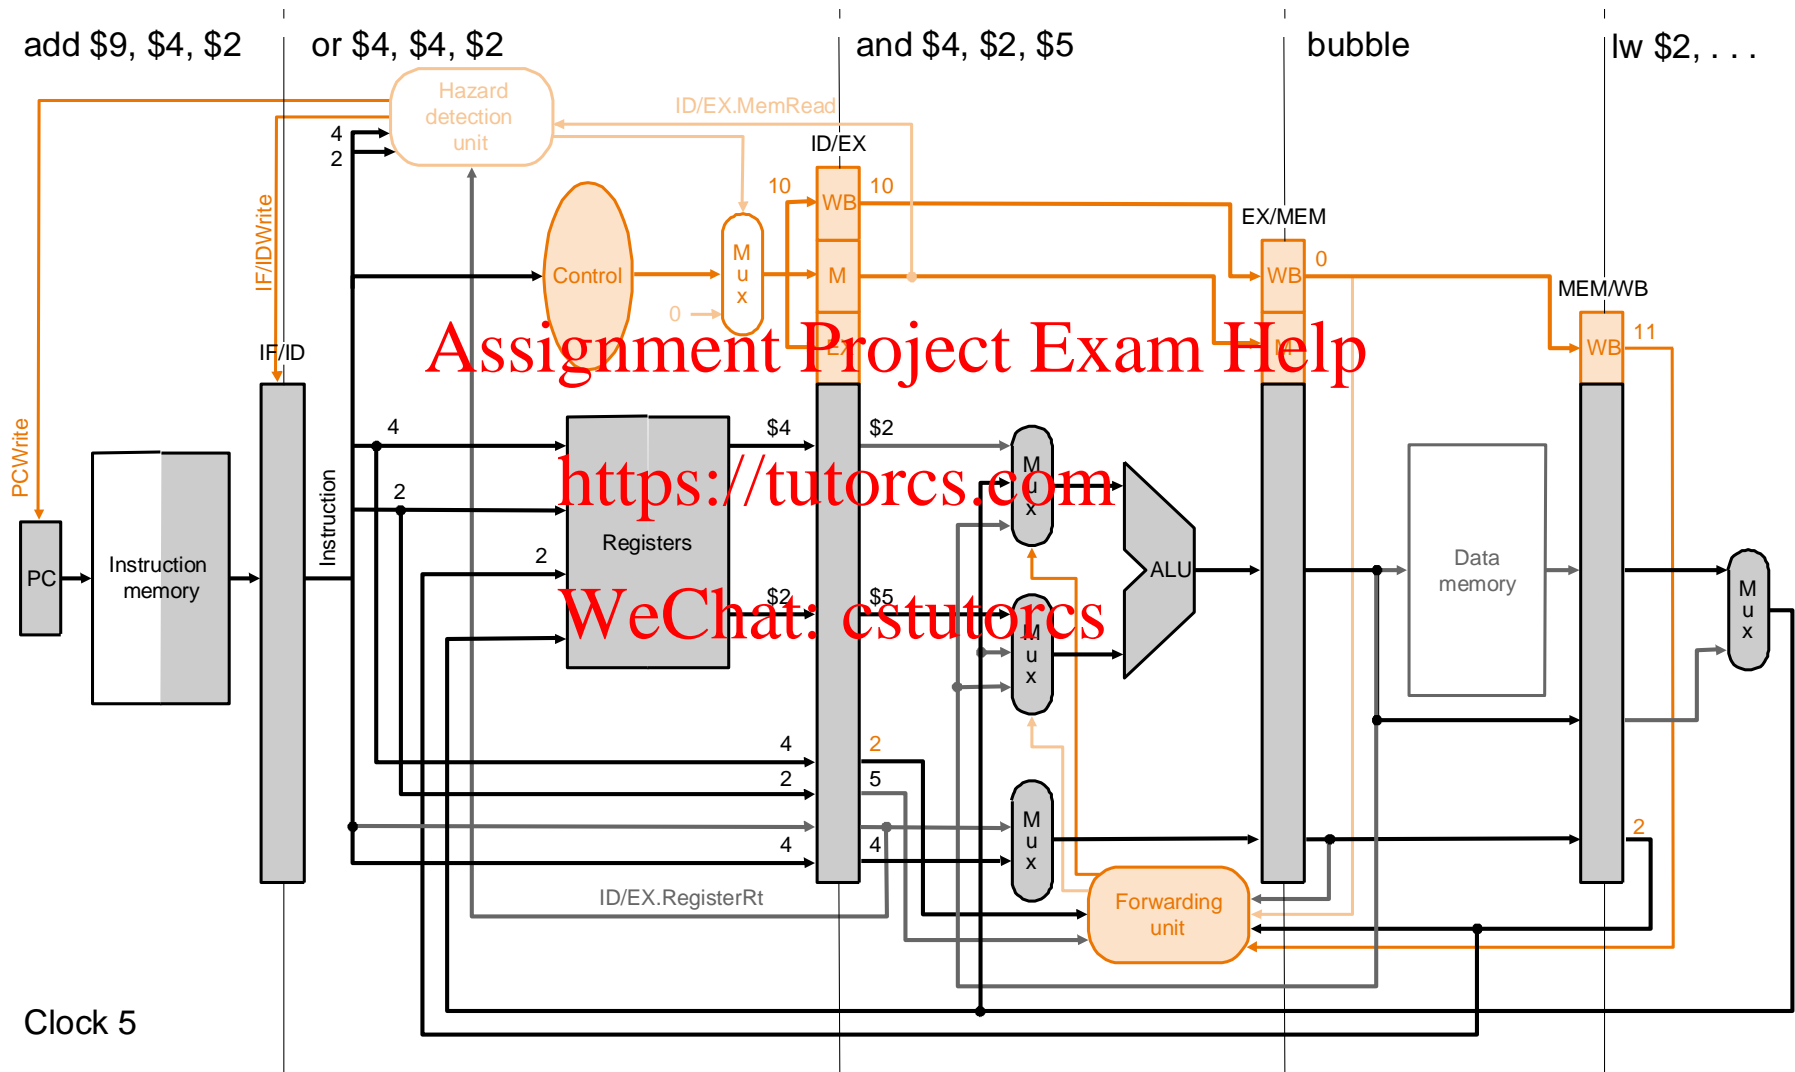 add $9, $4, $2
or $4, $4, $2
and $4, $2, $5
bubble
lw $2, . . .
Hazard
detection
unit
ID/EX.MemRead
4
2
ID/EX
10
WB
10
EX/MEM
IF/IDWrite
Control
M
u
x
M
WB
0
MEM/WB
0
IF/ID
EX
M
WB
11
Assignment Project Exam Help
PCWrite
4
$4
$2
M
u
x
https://tutorcs.com
2
Instruction
Registers
2
PC
Instruction
memory
ALU
Data
memory
M
u
x
$2
$5
WeChat: cstutorcs
M
u
x
4
2
2
5
4
4
M
u
x
2
ID/EX.RegisterRt
Forwarding
unit
Clock 5